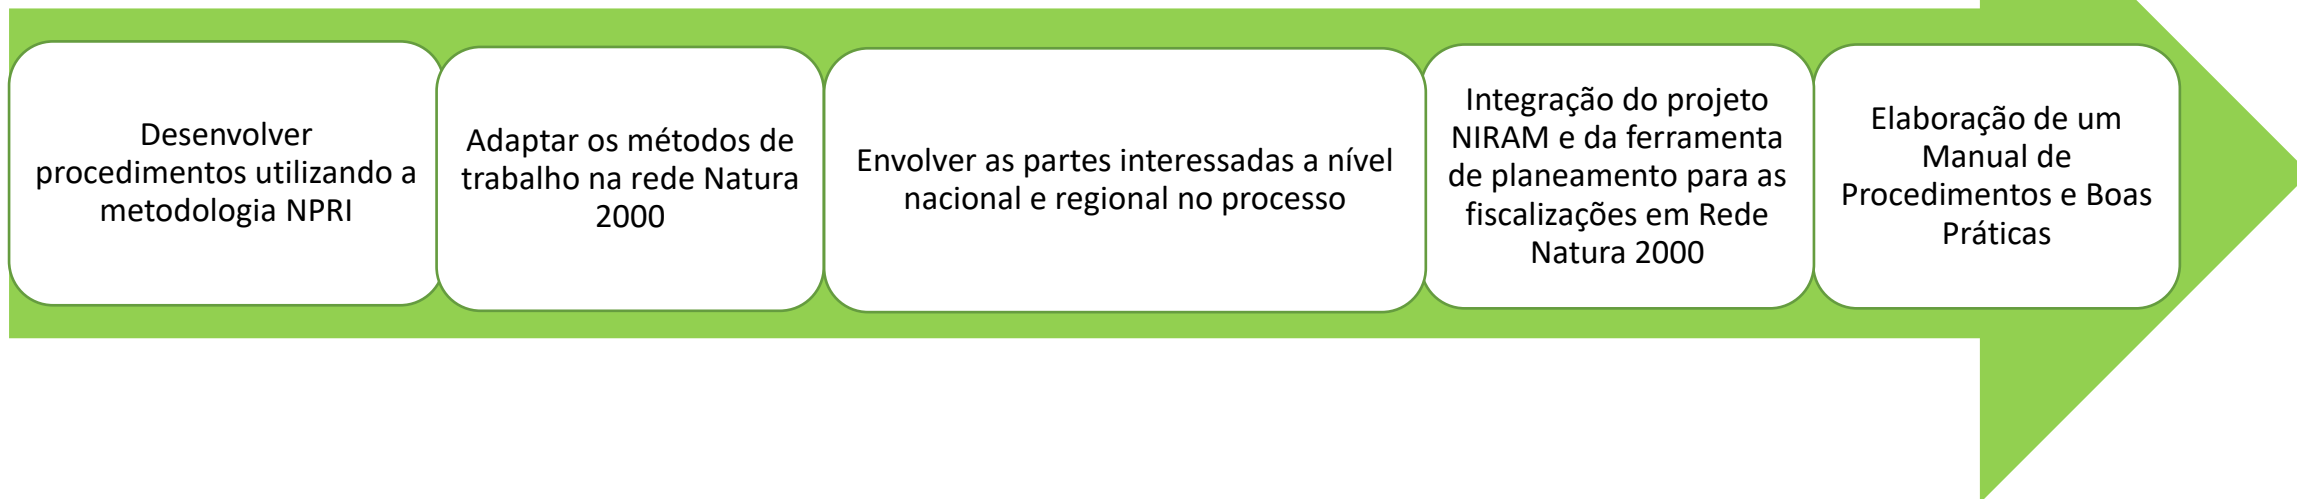 Desenvolver
procedimentos utilizando a
metodologia NPRI
Adaptar os métodos de
trabalho na rede Natura
2000
Envolver as partes interessadas a nível
nacional e regional no processo
Integração do projeto
NIRAM e da ferramenta
de planeamento para as
fiscalizações em Rede
Natura 2000
Elaboração de um
Manual de
Procedimentos e Boas
Práticas